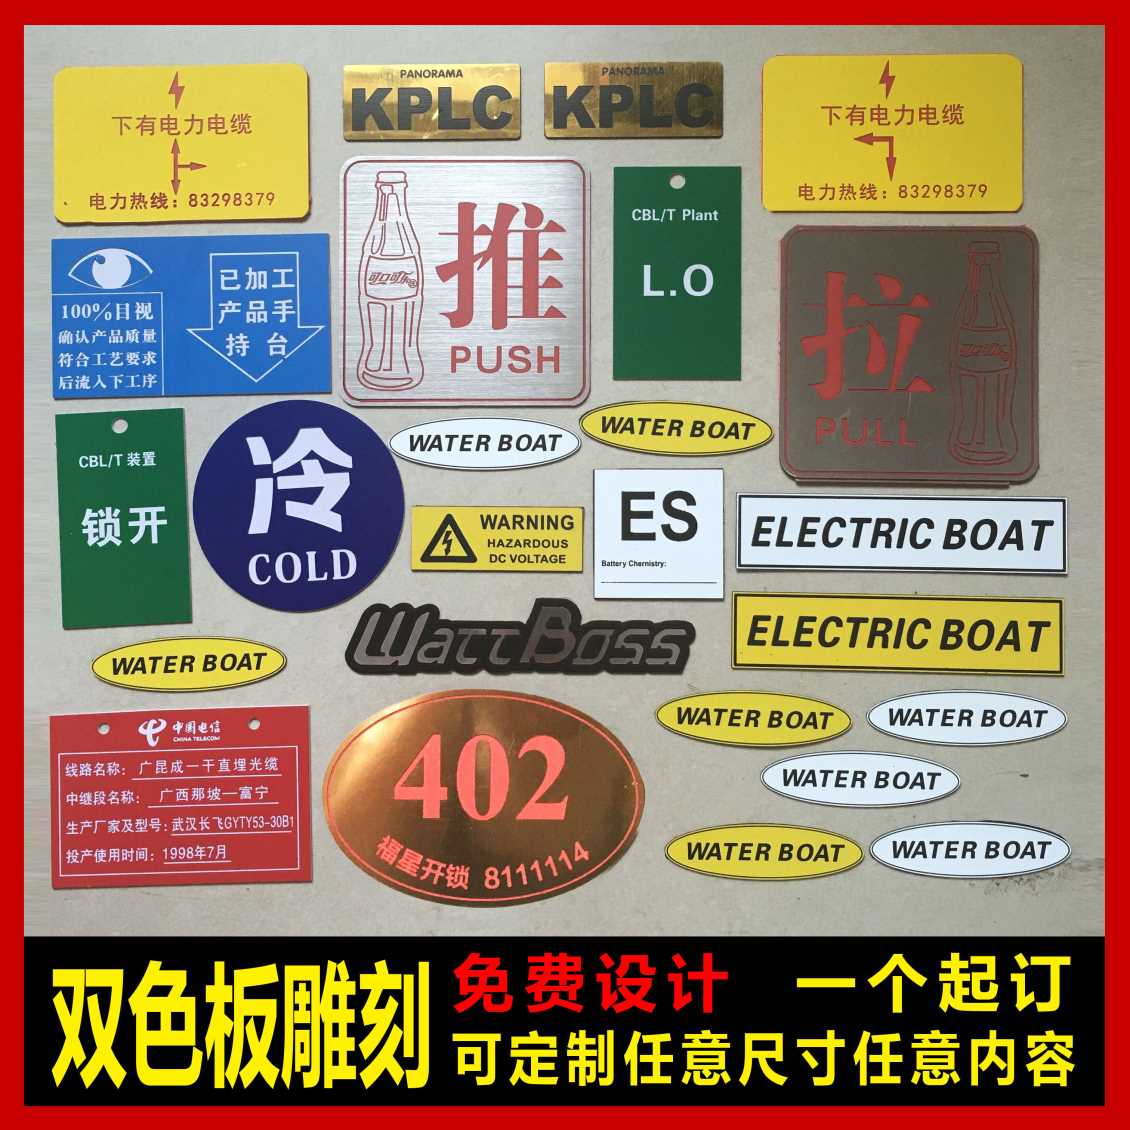 下有电力电缆
电力热线：83298379
PANORAMA
KPLC
PANORAMA
KPLC
下有电力电缆
电力热线：83298379
100%目视
确认产品质量
符合工艺要求
后流入下工序
已加工
产品手
持 台
可口可乐
推
PUSH
CBL/T Plant
L.O
拉
PULL
CBL/T 装置
锁开
冷
COLD
WATER BOAT
WATER BOAT
WARNING
HAZARDOUS
DC VOLTAGE
ES
Battery Chemistry:
ELECTRIC BOAT
ELECTRIC BOAT
WATER BOAT
WattBoss
中国电信
CHINA TELECOM
线路名称：广昆成一干直埋光缆
中继段名称：广西那坡—富宁
生产厂家及型号：武汉长飞GYTY53-30B1
投产使用时间：1998年7月
402
福星开锁 8111114
WATER BOAT
WATER BOAT
WATER BOAT
WATER BOAT
WATER BOAT
双色板雕刻
免费设计 一个起订
可定制任意尺寸任意内容